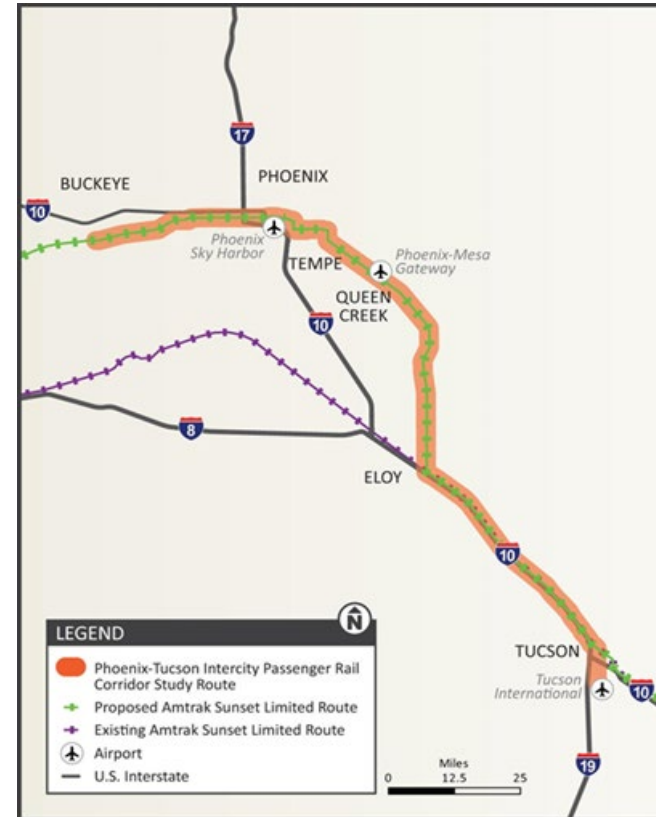 17
BUCKEYE
PHOENIX
10
Phoenix
Sky Harbor
TEMPE
Phoenix-Mesa
Gateway
QUEEN
CREEK
10
8
ELOY
10
TUCSON
Tucson
International
10
19
N
LEGEND
Phoenix-Tucson Intercity Passenger Rail
Corridor Study Route
Proposed Amtrak Sunset Limited Route
Existing Amtrak Sunset Limited Route
Airport
U.S. Interstate
Miles
0 12.5 25